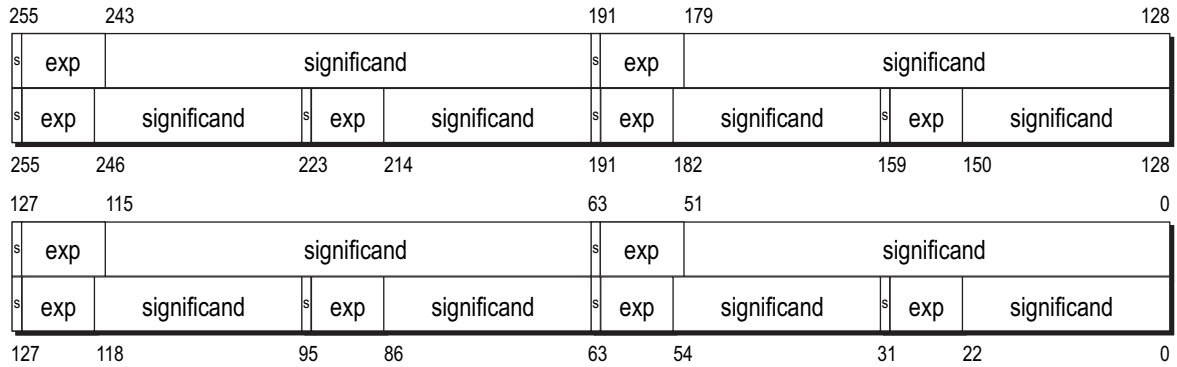 255 243 191 179 128
s exp significand s exp significand
s exp significand s exp significand s exp significand s exp significand
255 246 223 214 191 182 159 150 128
127 115 63 51 0
s exp significand s exp significand
s exp significand s exp significand s exp significand s exp significand
127 118 95 86 63 54 31 22 0